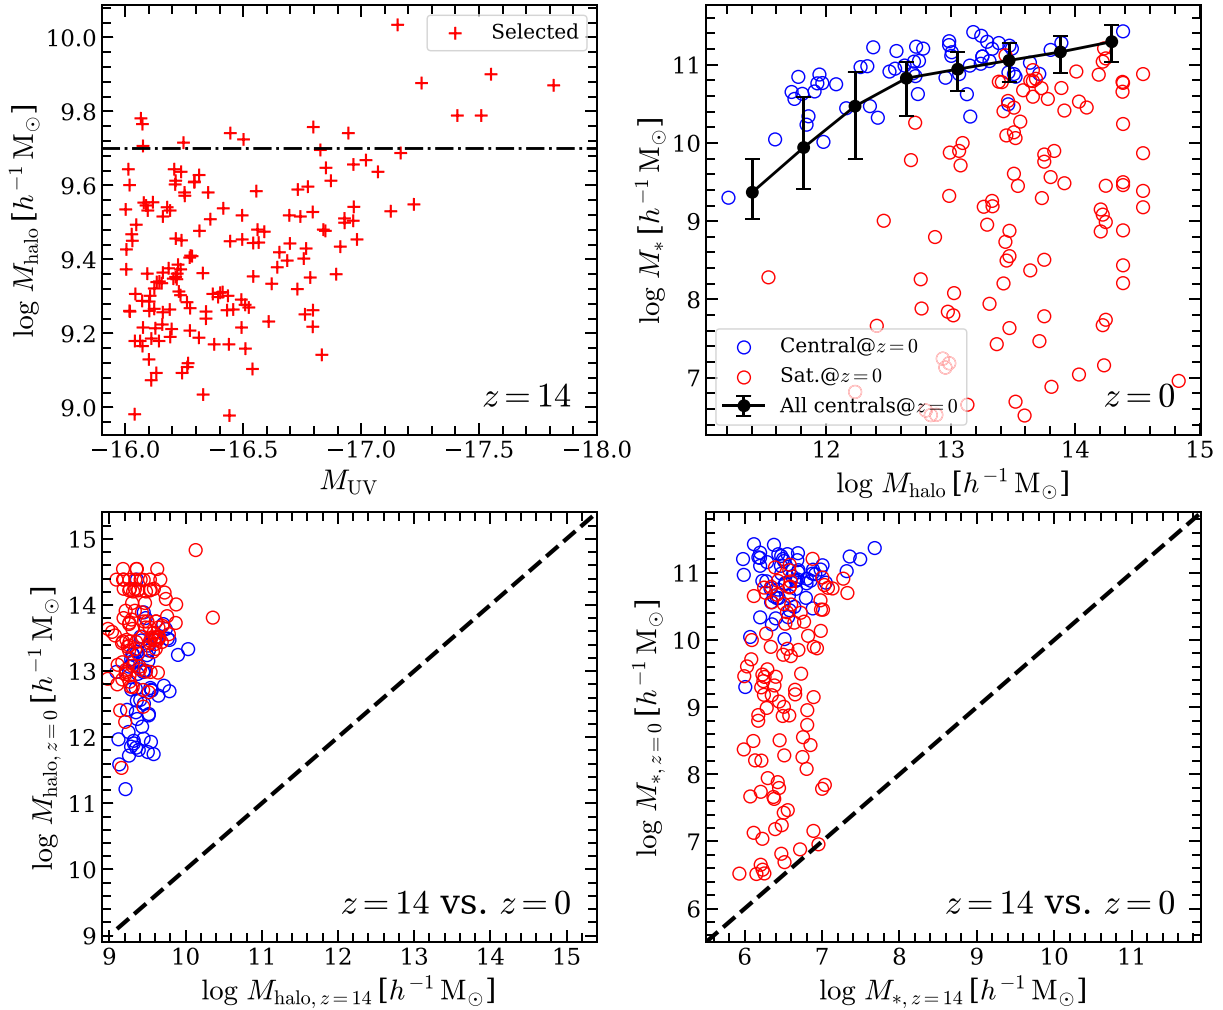 log M_halo [h⁻¹ M_⊙]
10.0
9.8
9.6
9.4
9.2
9.0
Selected
z = 14
−16.0 −16.5 −17.0 −17.5 −18.0
M_UV
log M_* [h⁻¹ M_⊙]
11
10
9
8
7
Central@z=0
Sat.@z=0
All centrals@z=0
z = 0
12 13 14 15
log M_halo [h⁻¹ M_⊙]
log M_halo, z=0 [h⁻¹ M_⊙]
15
14
13
12
11
10
9
z = 14 vs. z = 0
9 10 11 12 13 14 15
log M_halo, z=14 [h⁻¹ M_⊙]
log M_*, z=0 [h⁻¹ M_⊙]
11
10
9
8
7
6
z = 14 vs. z = 0
6 7 8 9 10 11
log M_*, z=14 [h⁻¹ M_⊙]